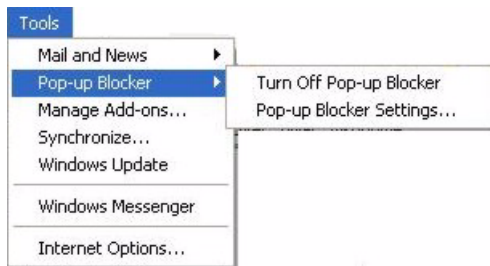 Tools
Mail and News
Pop-up Blocker
Turn Off Pop-up Blocker
Pop-up Blocker Settings...
Manage Add-ons...
Synchronize...
Windows Update
Windows Messenger
Internet Options...